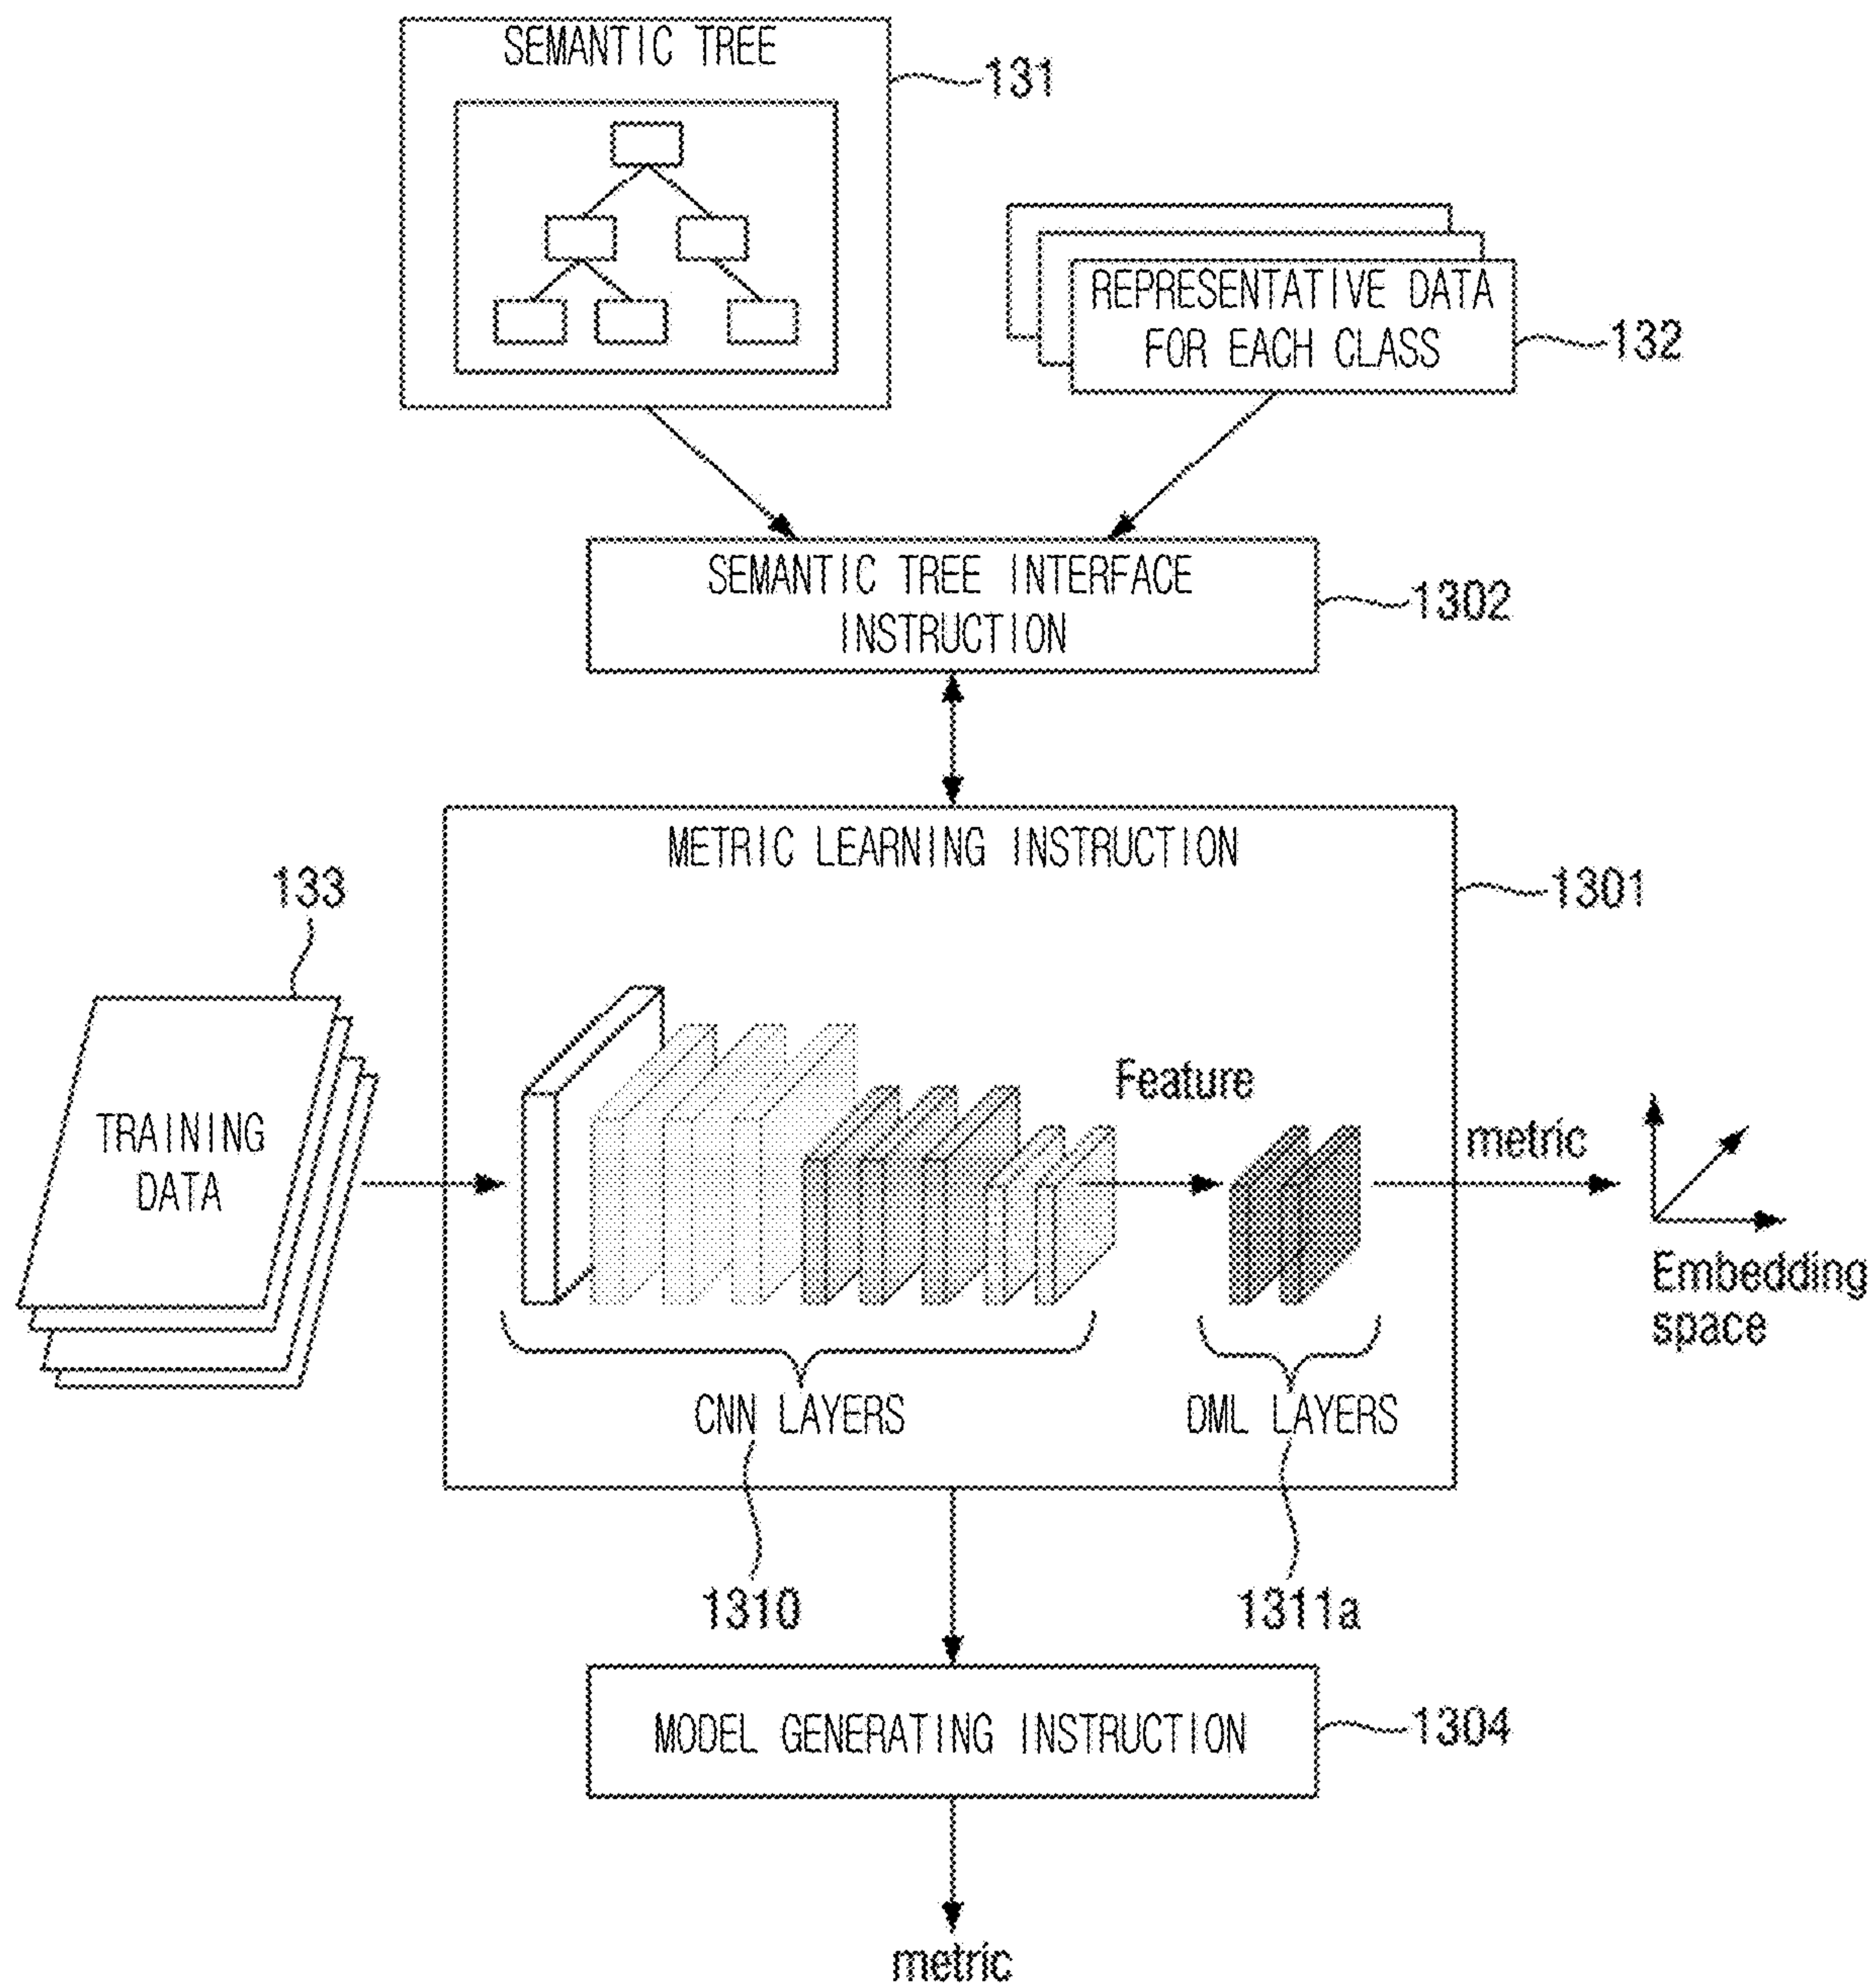 SEMANTIC TREE
131
REPRESENTATIVE DATA
FOR EACH CLASS
132
SEMANTIC TREE INTERFACE
INSTRUCTION
1302
METRIC LEARNING INSTRUCTION
1301
133
TRAINING
DATA
Feature
metric
Embedding
space
CNN LAYERS
DML LAYERS
1310
1311a
MODEL GENERATING INSTRUCTION
1304
metric